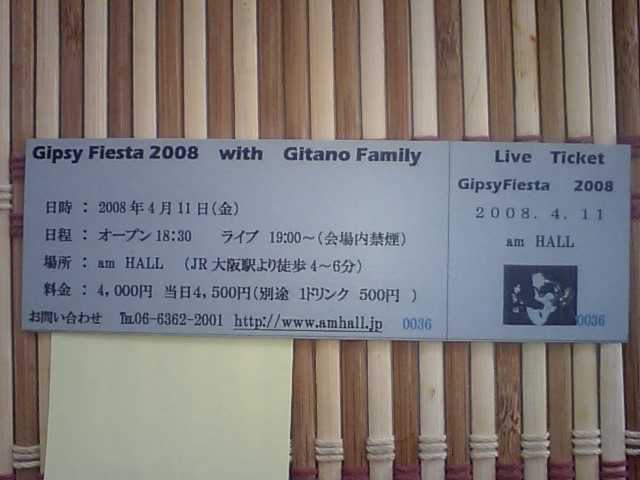 Gipsy Fiesta 2008 with Gitano Family
日時 : 2008年4月11日(金)
日程 : オープン18:30 ライブ 19:00～(会場内禁煙)
場所 : am HALL (JR大阪駅より徒歩4～6分)
料金 : 4,000円 当日4,500円(別途 1ドリンク 500円 )
お問い合わせ ℡06-6362-2001 http://www.amhall.jp 0036
Live Ticket
GipsyFiesta 2008
２００８．４．１１
am HALL
0036